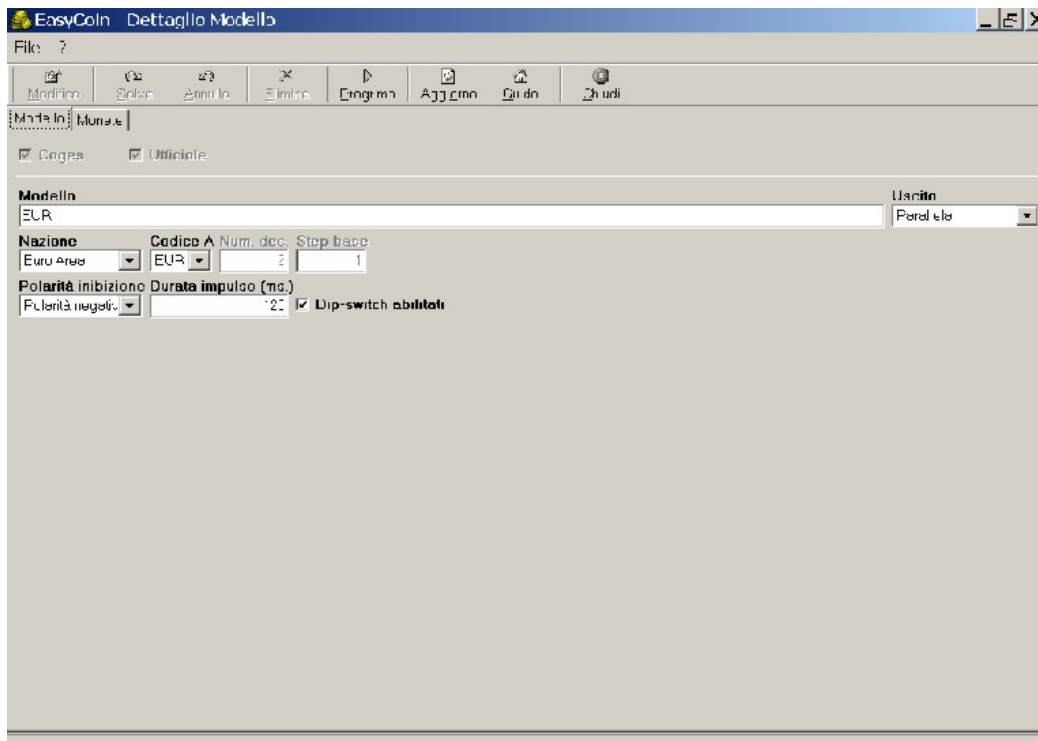 EasyCoin Dettaglio Modello
File ?
Modifica Salva Annulla Elimina Programma Aggiorna Guida Chiudi
Modello Monete
Coges Ufficiale
Modello Uscita
EUR Parallela
Nazione Codice A Num. dec. Step base
Euro Area EUR 2 1
Polarità inibizione Durata impulso (ms.)
Polarità negativ Dip-switch abilitati